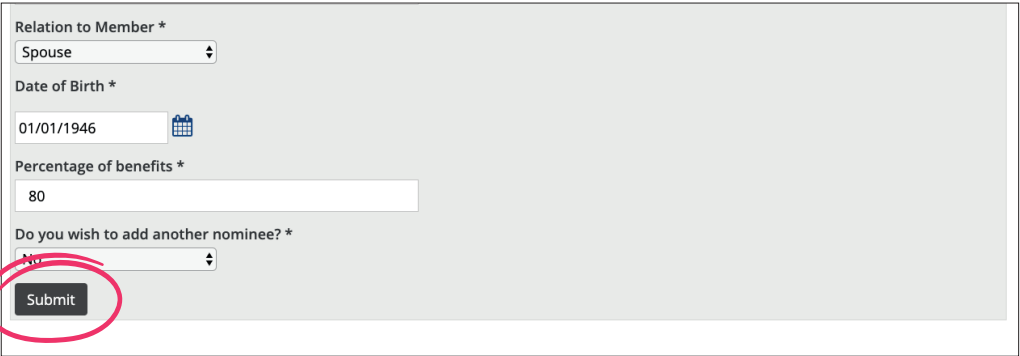 Relation to Member *
Spouse
Date of Birth *
01/01/1946
Percentage of benefits *
80
Do you wish to add another nominee? *
No
Submit